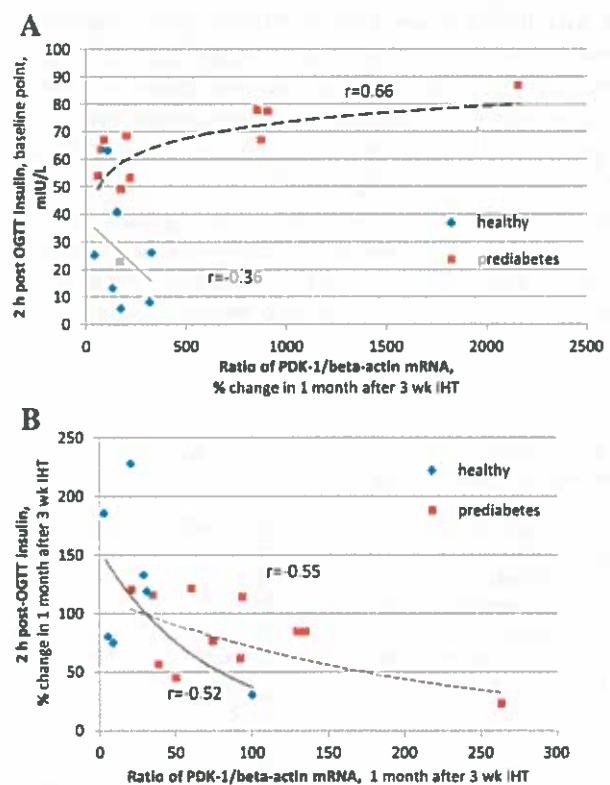 A
100
90
80
70
60
50
40
30
20
10
0
2 h post OGTT insulin, baseline point,
mIU/L
r=0.66
healthy
prediabetes
r=-0.36
0 500 1000 1500 2000 2500
Ratio of PDK-1/beta-actin mRNA,
% change in 1 month after 3 wk IHT
B
250
200
150
100
50
0
2 h post-OGTT insulin,
% change in 1 month after 3 wk IHT
healthy
prediabetes
r=-0.55
r=-0.52
0 50 100 150 200 250 300
Ratio of PDK-1/beta-actin mRNA, 1 month after 3 wk IHT